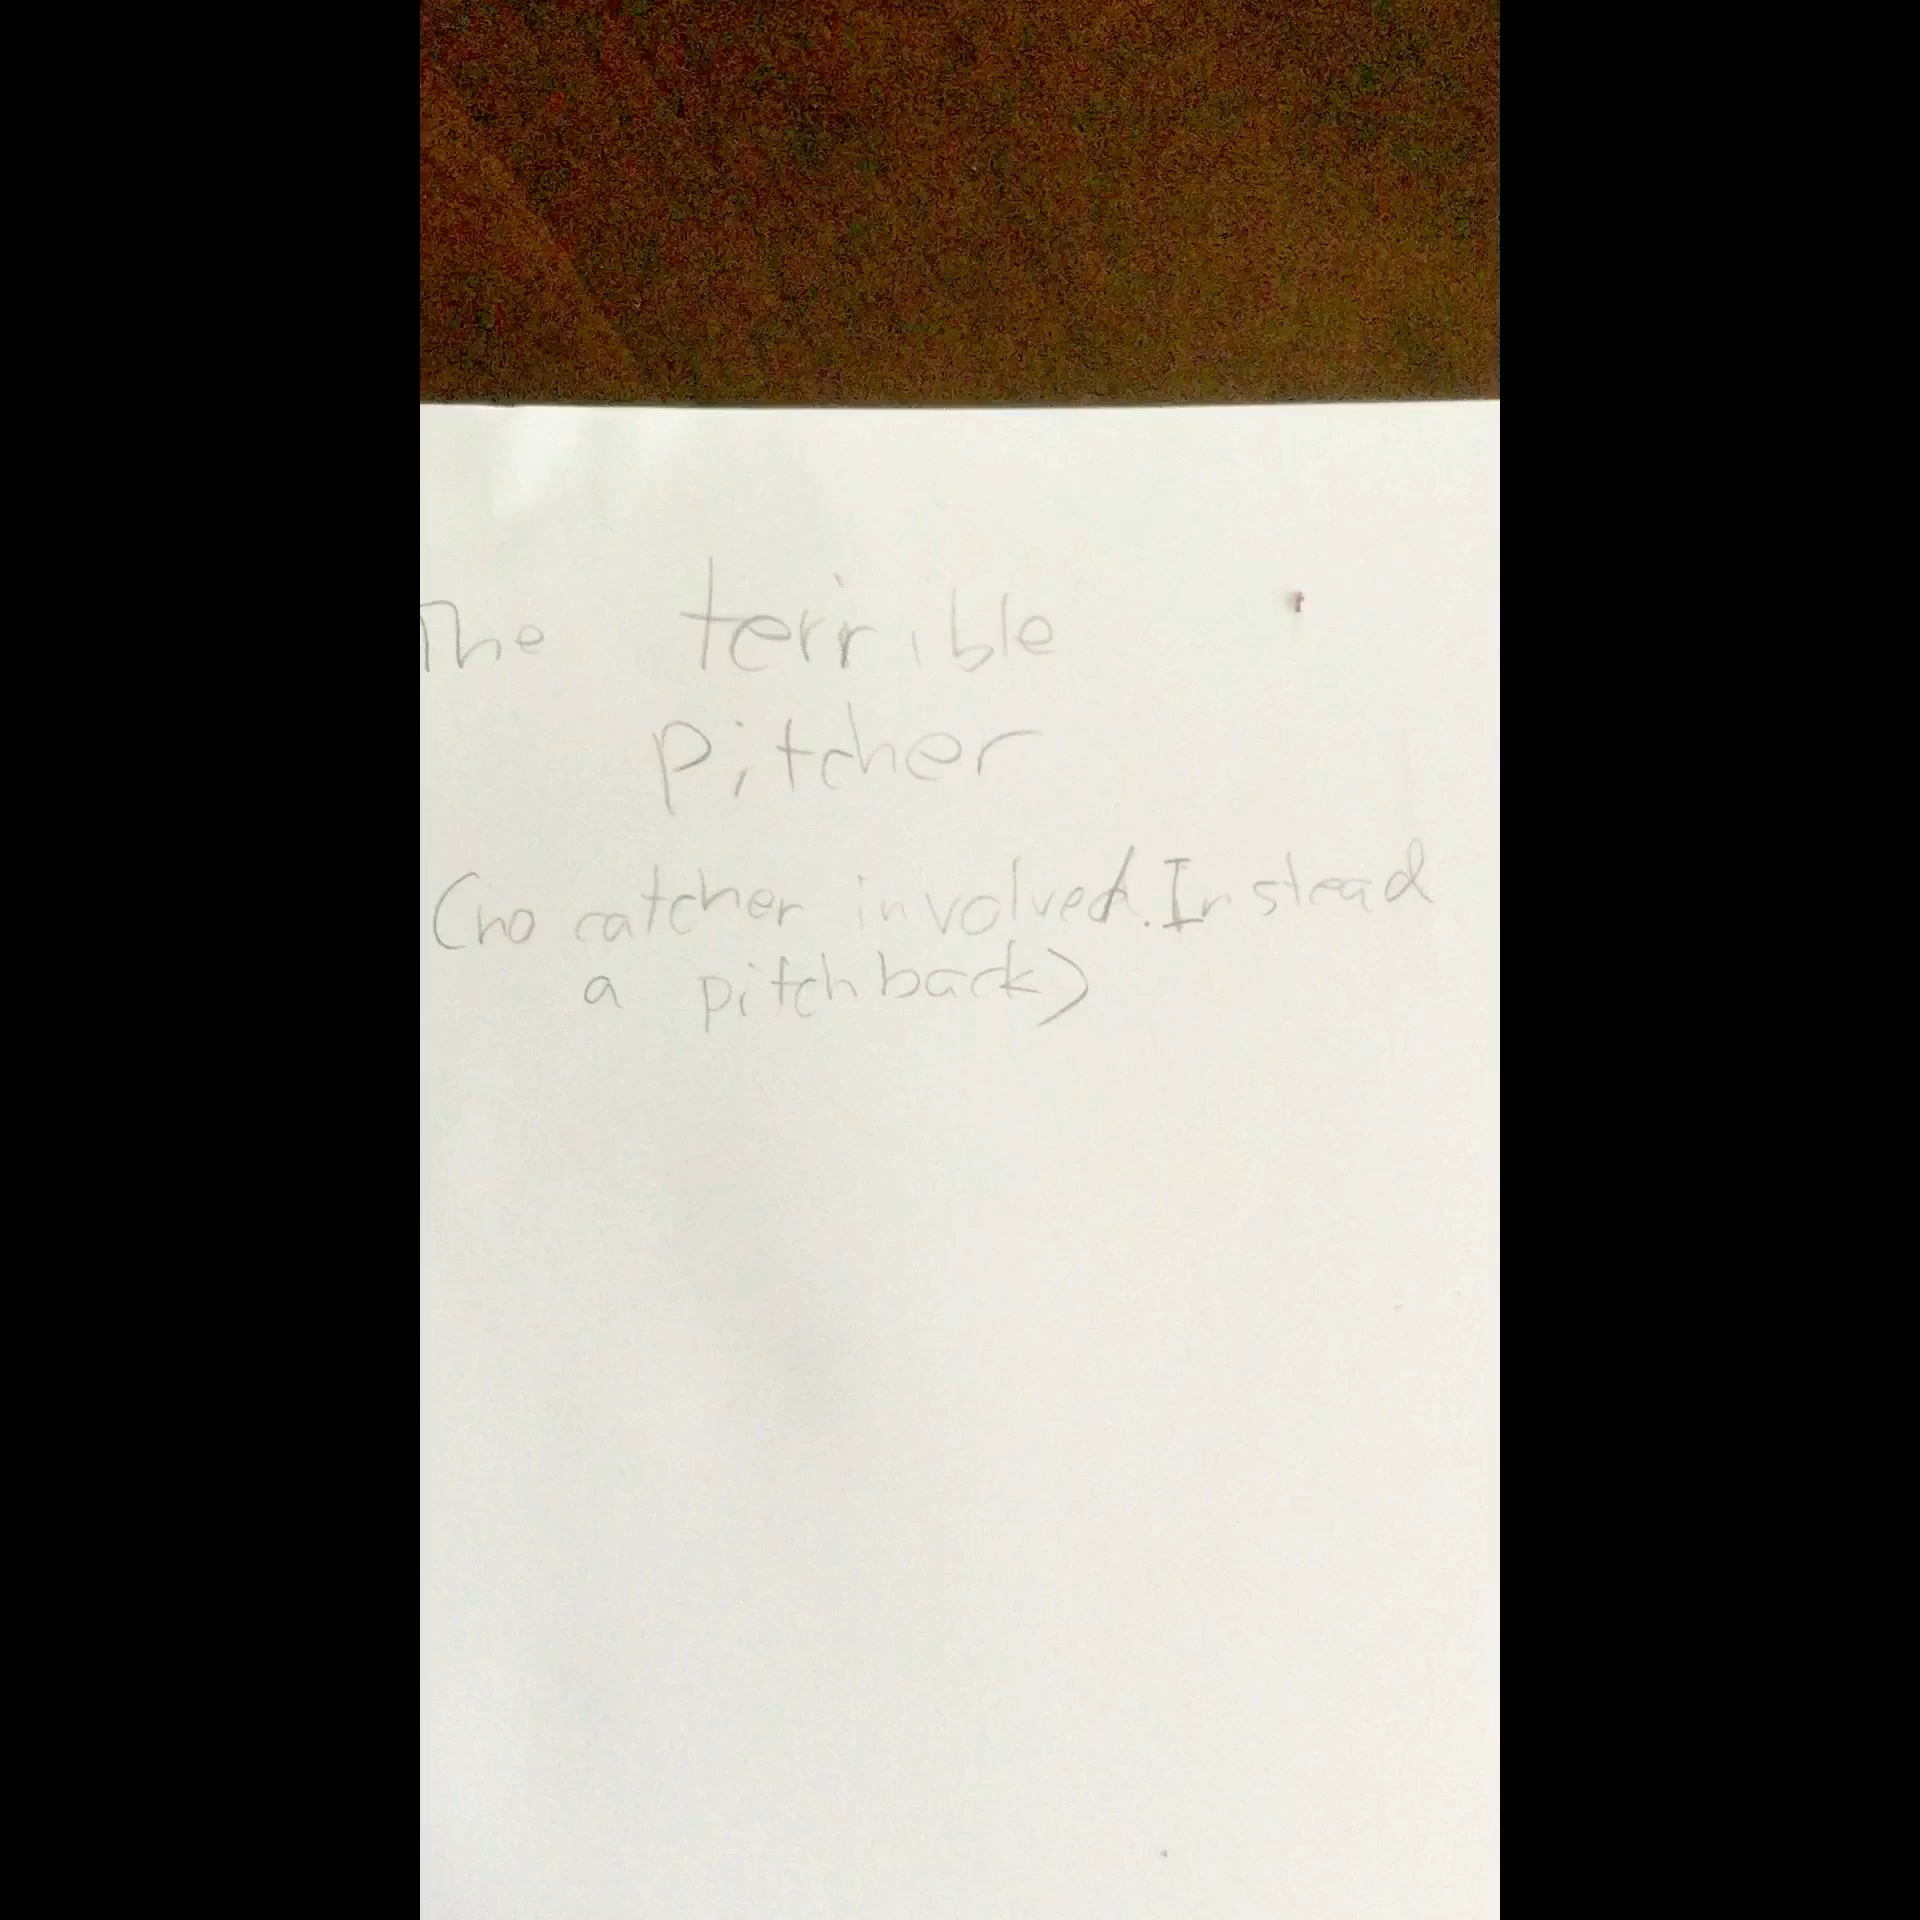 The terrible
pitcher
(no catcher involved. Instead
a pitchback)